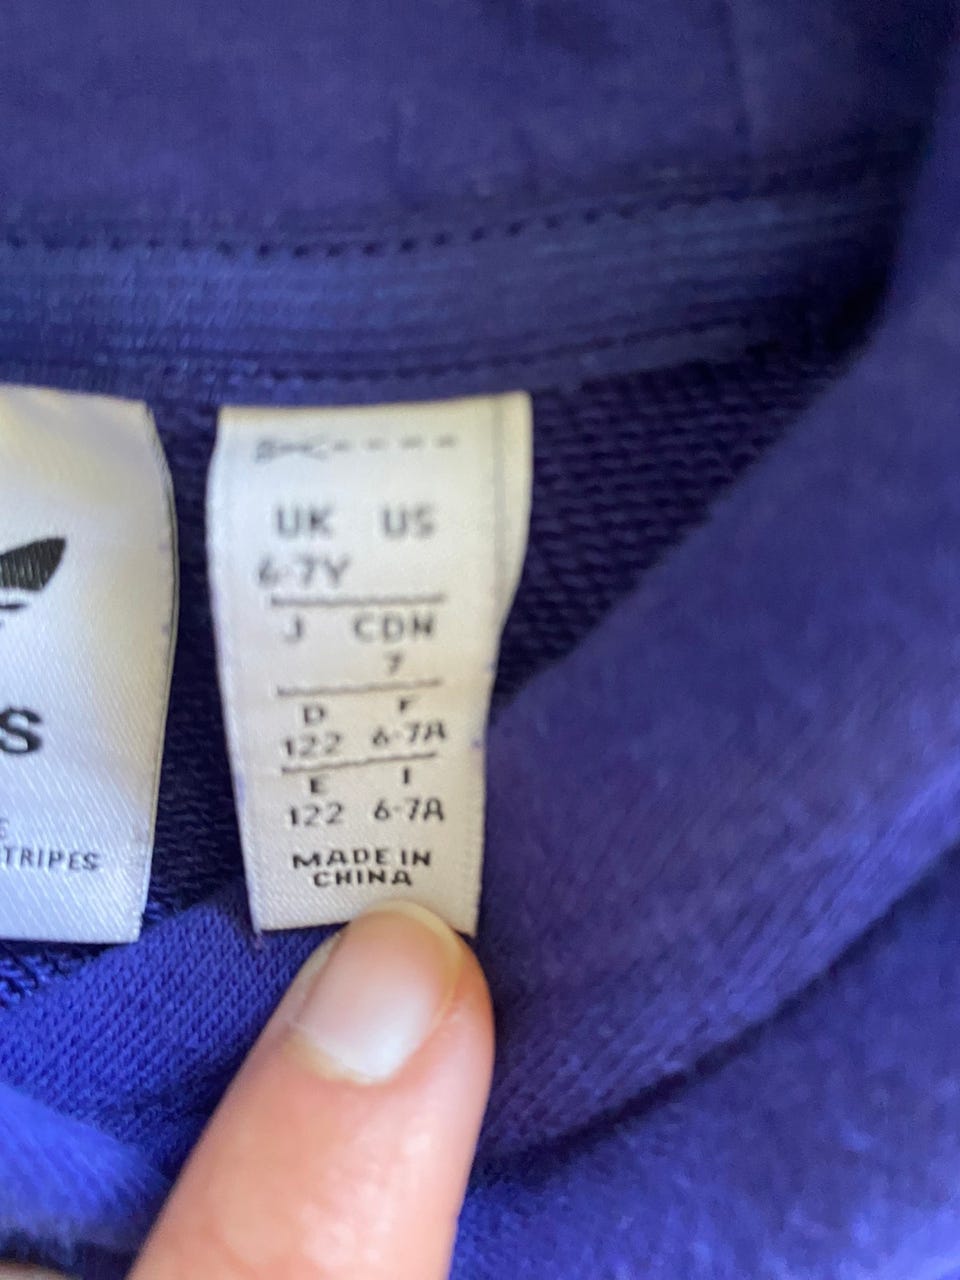 UK US
6-7Y
J CDN
7
D F
122 6-7A
E I
122 6-7A
MADE IN
CHINA
S
E
TRIPES